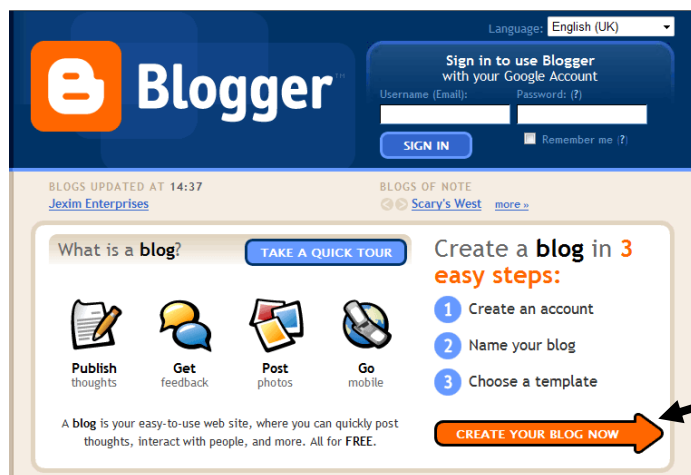 Language: English (UK)
B Blogger™
Sign in to use Blogger
with your Google Account
Username (Email): Password: (?)
SIGN IN Remember me (?)
BLOGS UPDATED AT 14:37
Jexim Enterprises
BLOGS OF NOTE
Scary's West more »
What is a blog? TAKE A QUICK TOUR
Publish
thoughts
Get
feedback
Post
photos
Go
mobile
A blog is your easy-to-use web site, where you can quickly post
thoughts, interact with people, and more. All for FREE.
Create a blog in 3
easy steps:
1 Create an account
2 Name your blog
3 Choose a template
CREATE YOUR BLOG NOW